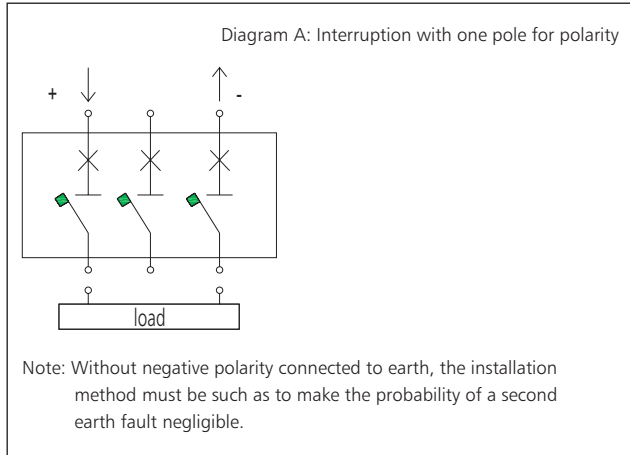 Diagram A: Interruption with one pole for polarity
+
-
load
Note: Without negative polarity connected to earth, the installation
method must be such as to make the probability of a second
earth fault negligible.